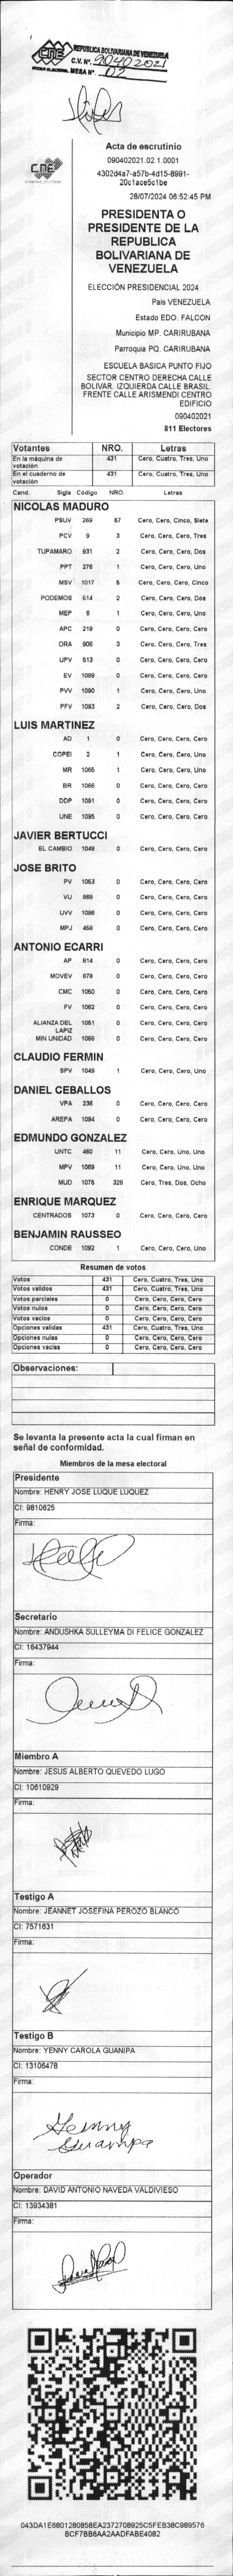 REPUBLICA BOLIVARIANA DE VENEZUELA
CNE
C.V. N°. 90402021
PODER ELECTORAL MESA N°. 02
CNE
Acta de escrutinio
090402021.02.1.0001
4302d4a7-a57b-4d15-8991-
20c1ace5c1be
28/07/2024 06:52:45 PM
PRESIDENTA O
PRESIDENTE DE LA
REPUBLICA
BOLIVARIANA DE
VENEZUELA
ELECCIÓN PRESIDENCIAL 2024
Pais VENEZUELA
Estado EDO. FALCON
Municipio MP. CARIRUBANA
Parroquia PQ. CARIRUBANA
ESCUELA BASICA PUNTO FIJO
SECTOR CENTRO DERECHA CALLE
BOLIVAR. IZQUIERDA CALLE BRASIL.
FRENTE CALLE ARISMENDI CENTRO
EDIFICIO
090402021
811 Electores
Votantes NRO. Letras
En la máquina de votación 431 Cero, Cuatro, Tres, Uno
En el cuaderno de votación 431 Cero, Cuatro, Tres, Uno
Cand. Sigla Código NRO. Letras
NICOLAS MADURO
PSUV 269 67 Cero, Cero, Cinco, Siete
PCV 9 3 Cero, Cero, Cero, Tres
TUPAMARO 931 2 Cero, Cero, Cero, Dos
PPT 276 1 Cero, Cero, Cero, Uno
MSV 1017 5 Cero, Cero, Cero, Cinco
PODEMOS 514 2 Cero, Cero, Cero, Dos
MEP 6 1 Cero, Cero, Cero, Uno
APC 219 0 Cero, Cero, Cero, Cero
ORA 906 3 Cero, Cero, Cero, Tres
UPV 513 0 Cero, Cero, Cero, Cero
EV 1089 0 Cero, Cero, Cero, Cero
PVV 1090 1 Cero, Cero, Cero, Uno
PFV 1093 2 Cero, Cero, Cero, Dos
LUIS MARTINEZ
AD 1 0 Cero, Cero, Cero, Cero
COPEI 2 1 Cero, Cero, Cero, Uno
MR 1065 1 Cero, Cero, Cero, Uno
BR 1066 0 Cero, Cero, Cero, Cero
DDP 1091 0 Cero, Cero, Cero, Cero
UNE 1095 0 Cero, Cero, Cero, Cero
JAVIER BERTUCCI
EL CAMBIO 1048 0 Cero, Cero, Cero, Cero
JOSE BRITO
PV 1053 0 Cero, Cero, Cero, Cero
VU 868 0 Cero, Cero, Cero, Cero
UVV 1096 0 Cero, Cero, Cero, Cero
MPJ 458 0 Cero, Cero, Cero, Cero
ANTONIO ECARRI
AP 814 0 Cero, Cero, Cero, Cero
MOVEV 878 0 Cero, Cero, Cero, Cero
CMC 1050 0 Cero, Cero, Cero, Cero
FV 1062 0 Cero, Cero, Cero, Cero
ALIANZA DEL LAPIZ 1051 0 Cero, Cero, Cero, Cero
MIN UNIDAD 1068 0 Cero, Cero, Cero, Cero
CLAUDIO FERMIN
SPV 1049 1 Cero, Cero, Cero, Uno
DANIEL CEBALLOS
VPA 236 0 Cero, Cero, Cero, Cero
AREPA 1094 0 Cero, Cero, Cero, Cero
EDMUNDO GONZALEZ
UNTC 460 11 Cero, Cero, Uno, Uno
MPV 1069 11 Cero, Cero, Uno, Uno
MUD 1075 328 Cero, Tres, Dos, Ocho
ENRIQUE MARQUEZ
CENTRADOS 1073 0 Cero, Cero, Cero, Cero
BENJAMIN RAUSSEO
CONDE 1092 1 Cero, Cero, Cero, Uno
Resumen de votos
Votos 431 Cero, Cuatro, Tres, Uno
Votos validos 431 Cero, Cuatro, Tres, Uno
Votos parciales 0 Cero, Cero, Cero, Cero
Votos nulos 0 Cero, Cero, Cero, Cero
Votos vacios 0 Cero, Cero, Cero, Cero
Opciones validas 431 Cero, Cuatro, Tres, Uno
Opciones nulas 0 Cero, Cero, Cero, Cero
Opciones vacias 0 Cero, Cero, Cero, Cero
Observaciones:
Se levanta la presente acta la cual firman en
señal de conformidad.
Miembros de la mesa electoral
Presidente
Nombre: HENRY JOSE LUQUE LUQUEZ
CI: 9810625
Firma:
Secretario
Nombre: ANDUSHKA SULLEYMA DI FELICE GONZALEZ
CI: 16437944
Firma:
Miembro A
Nombre: JESUS ALBERTO QUEVEDO LUGO
CI: 10610929
Firma:
Testigo A
Nombre: JEANNET JOSEFINA PEROZO BLANCO
CI: 7571631
Firma:
Testigo B
Nombre: YENNY CAROLA GUANIPA
CI: 13106478
Firma:
Yenny
Guanipa
Operador
Nombre: DAVID ANTONIO NAVEDA VALDIVIESO
CI: 13934381
Firma:
043DA1E6801280858EA2372708925C5FEB38C989576
BCF7BB6AA2AADFABE4082